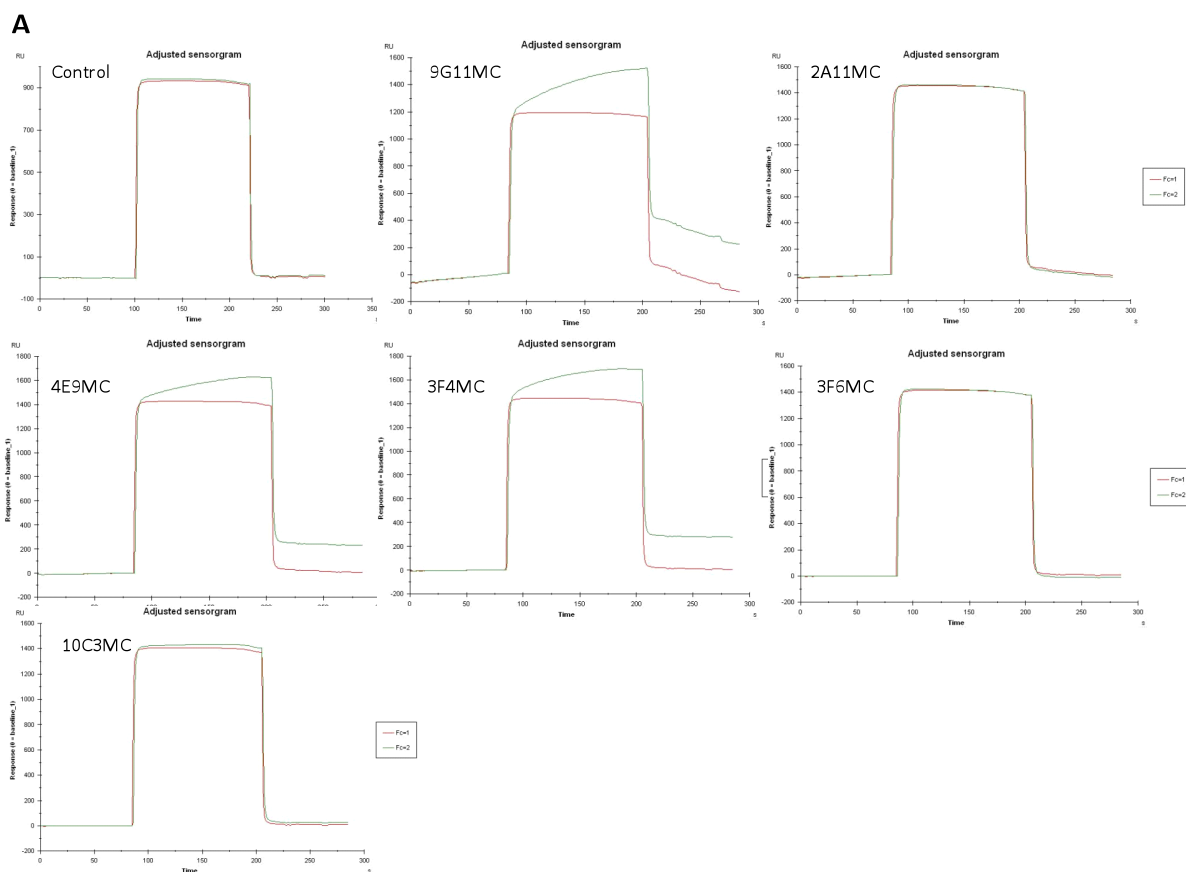 A
RU
Adjusted sensorgram
Control
Response (0 = baseline_1)
900
700
500
300
100
-100
0 50 100 150 200 250 300 350
Time
RU
Adjusted sensorgram
9G11MC
Response (0 = baseline_1)
1600
1400
1200
1000
800
600
400
200
0
-200
0 50 100 150 200 250 300
Time s
RU
Adjusted sensorgram
2A11MC
Response (0 = baseline_1)
1600
1400
1200
1000
800
600
400
200
0
-200
0 50 100 150 200 250 300
Time s
Fc=1
Fc=2
RU
Adjusted sensorgram
4E9MC
Response (0 = baseline_1)
1800
1600
1400
1200
1000
800
600
400
200
0
-200
RU
Adjusted sensorgram
3F4MC
Response (0 = baseline_1)
1800
1600
1400
1200
1000
800
600
400
200
0
-200
0 50 100 150 200 250 300
Time s
RU
Adjusted sensorgram
3F6MC
Response (0 = baseline_1)
1600
1400
1200
1000
800
600
400
200
0
-200
0 50 100 150 200 250 300
Time s
Fc=1
Fc=2
RU
Adjusted sensorgram
10C3MC
Response (0 = baseline_1)
1600
1400
1200
1000
800
600
400
200
0
-200
0 50 100 150 200 250 300
Time s
Fc=1
Fc=2